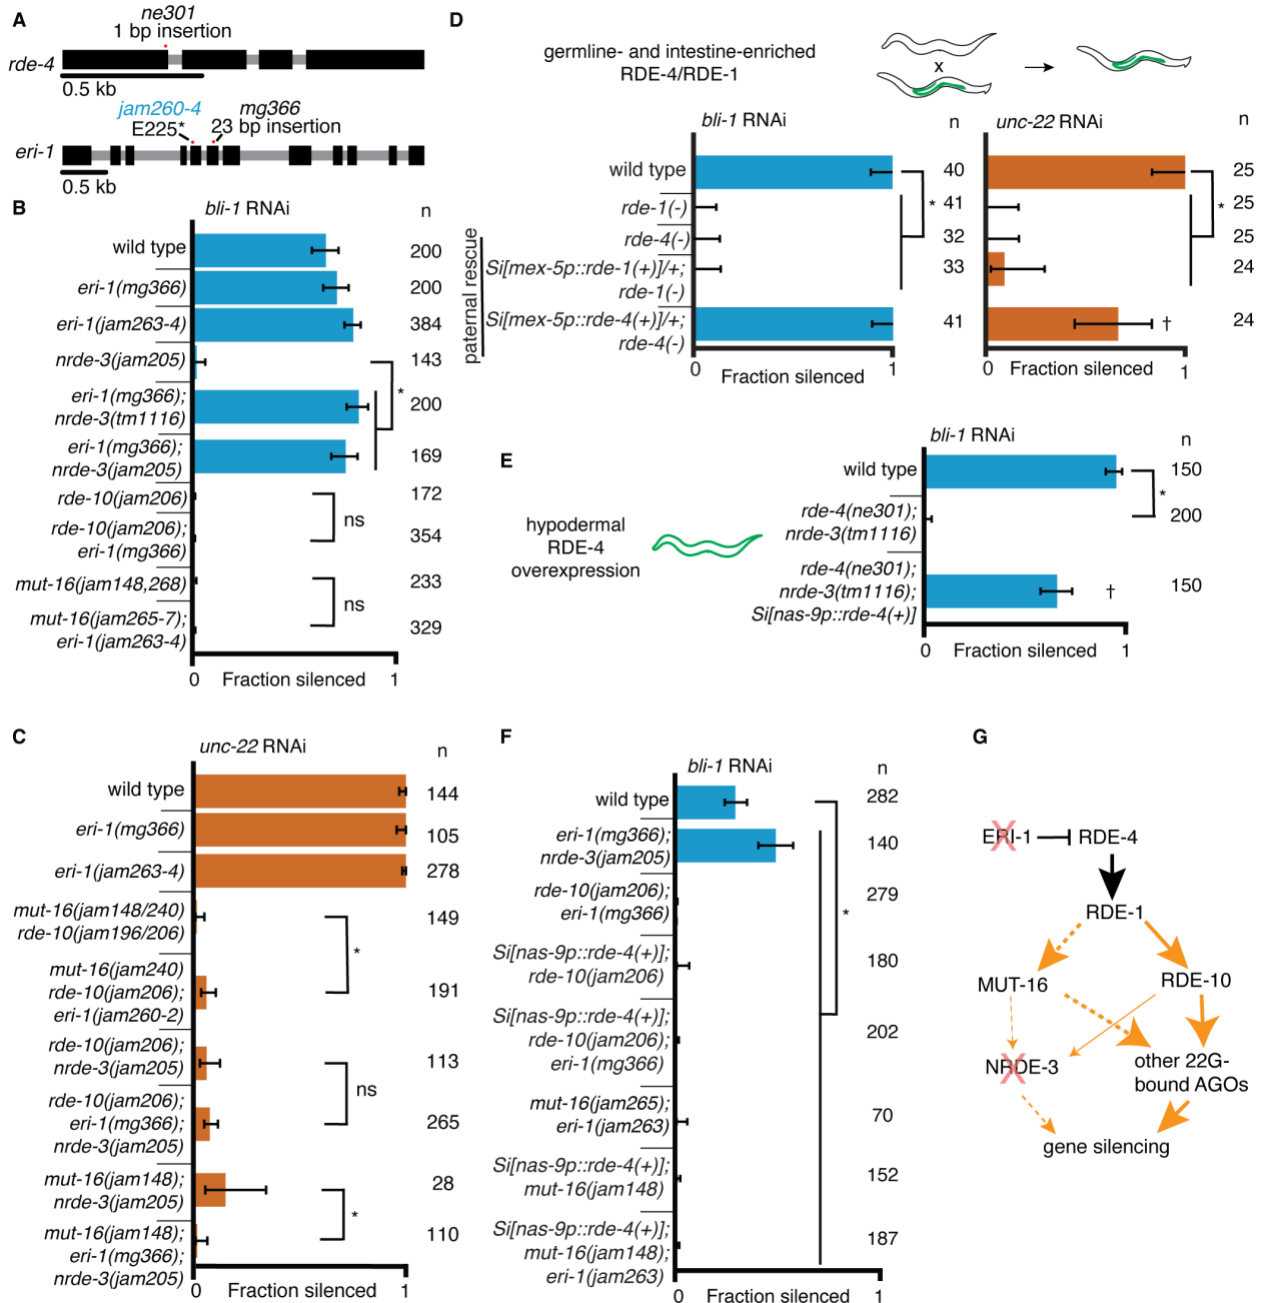 A
ne301
1 bp insertion
rde-4
0.5 kb
jam260-4
mg366
E225*
23 bp insertion
eri-1
0.5 kb
B
bli-1 RNAi
n
wild type
200
eri-1(mg366)
200
eri-1(jam263-4)
384
nrde-3(jam205)
143
*
eri-1(mg366);
nrde-3(tm1116)
200
eri-1(mg366);
nrde-3(jam205)
169
rde-10(jam206)
172
ns
rde-10(jam206);
eri-1(mg366)
354
mut-16(jam148,268)
233
ns
mut-16(jam265-7);
eri-1(jam263-4)
329
0 Fraction silenced 1
C
unc-22 RNAi
n
wild type
144
eri-1(mg366)
105
eri-1(jam263-4)
278
mut-16(jam148/240)
rde-10(jam196/206)
149
*
mut-16(jam240)
rde-10(jam206);
eri-1(jam260-2)
191
rde-10(jam206);
nrde-3(jam205)
113
ns
rde-10(jam206);
eri-1(mg366);
nrde-3(jam205)
265
mut-16(jam148);
nrde-3(jam205)
28
*
mut-16(jam148);
eri-1(mg366);
nrde-3(jam205)
110
0 Fraction silenced 1
D
germline- and intestine-enriched
RDE-4/RDE-1
x
bli-1 RNAi
n
unc-22 RNAi
n
wild type
40
25
rde-1(-)
* 41
* 25
rde-4(-)
32
25
paternal rescue
Si[mex-5p::rde-1(+)]/+;
rde-1(-)
33
24
Si[mex-5p::rde-4(+)]/+;
rde-4(-)
41
†
24
0 Fraction silenced 1
0 Fraction silenced 1
E
hypodermal
RDE-4
overexpression
bli-1 RNAi
n
wild type
150
*
rde-4(ne301);
nrde-3(tm1116)
200
rde-4(ne301);
nrde-3(tm1116);
Si[nas-9p::rde-4(+)]
†
150
0 Fraction silenced 1
F
bli-1 RNAi
n
wild type
282
eri-1(mg366);
nrde-3(jam205)
140
rde-10(jam206);
eri-1(mg366)
279
*
Si[nas-9p::rde-4(+)];
rde-10(jam206)
180
Si[nas-9p::rde-4(+)];
rde-10(jam206);
eri-1(mg366)
202
mut-16(jam265);
eri-1(jam263)
70
Si[nas-9p::rde-4(+)];
mut-16(jam148)
152
Si[nas-9p::rde-4(+)];
mut-16(jam148);
eri-1(jam263)
187
0 Fraction silenced 1
G
ERI-1
RDE-4
RDE-1
MUT-16
RDE-10
NRDE-3
other 22G-
bound AGOs
gene silencing